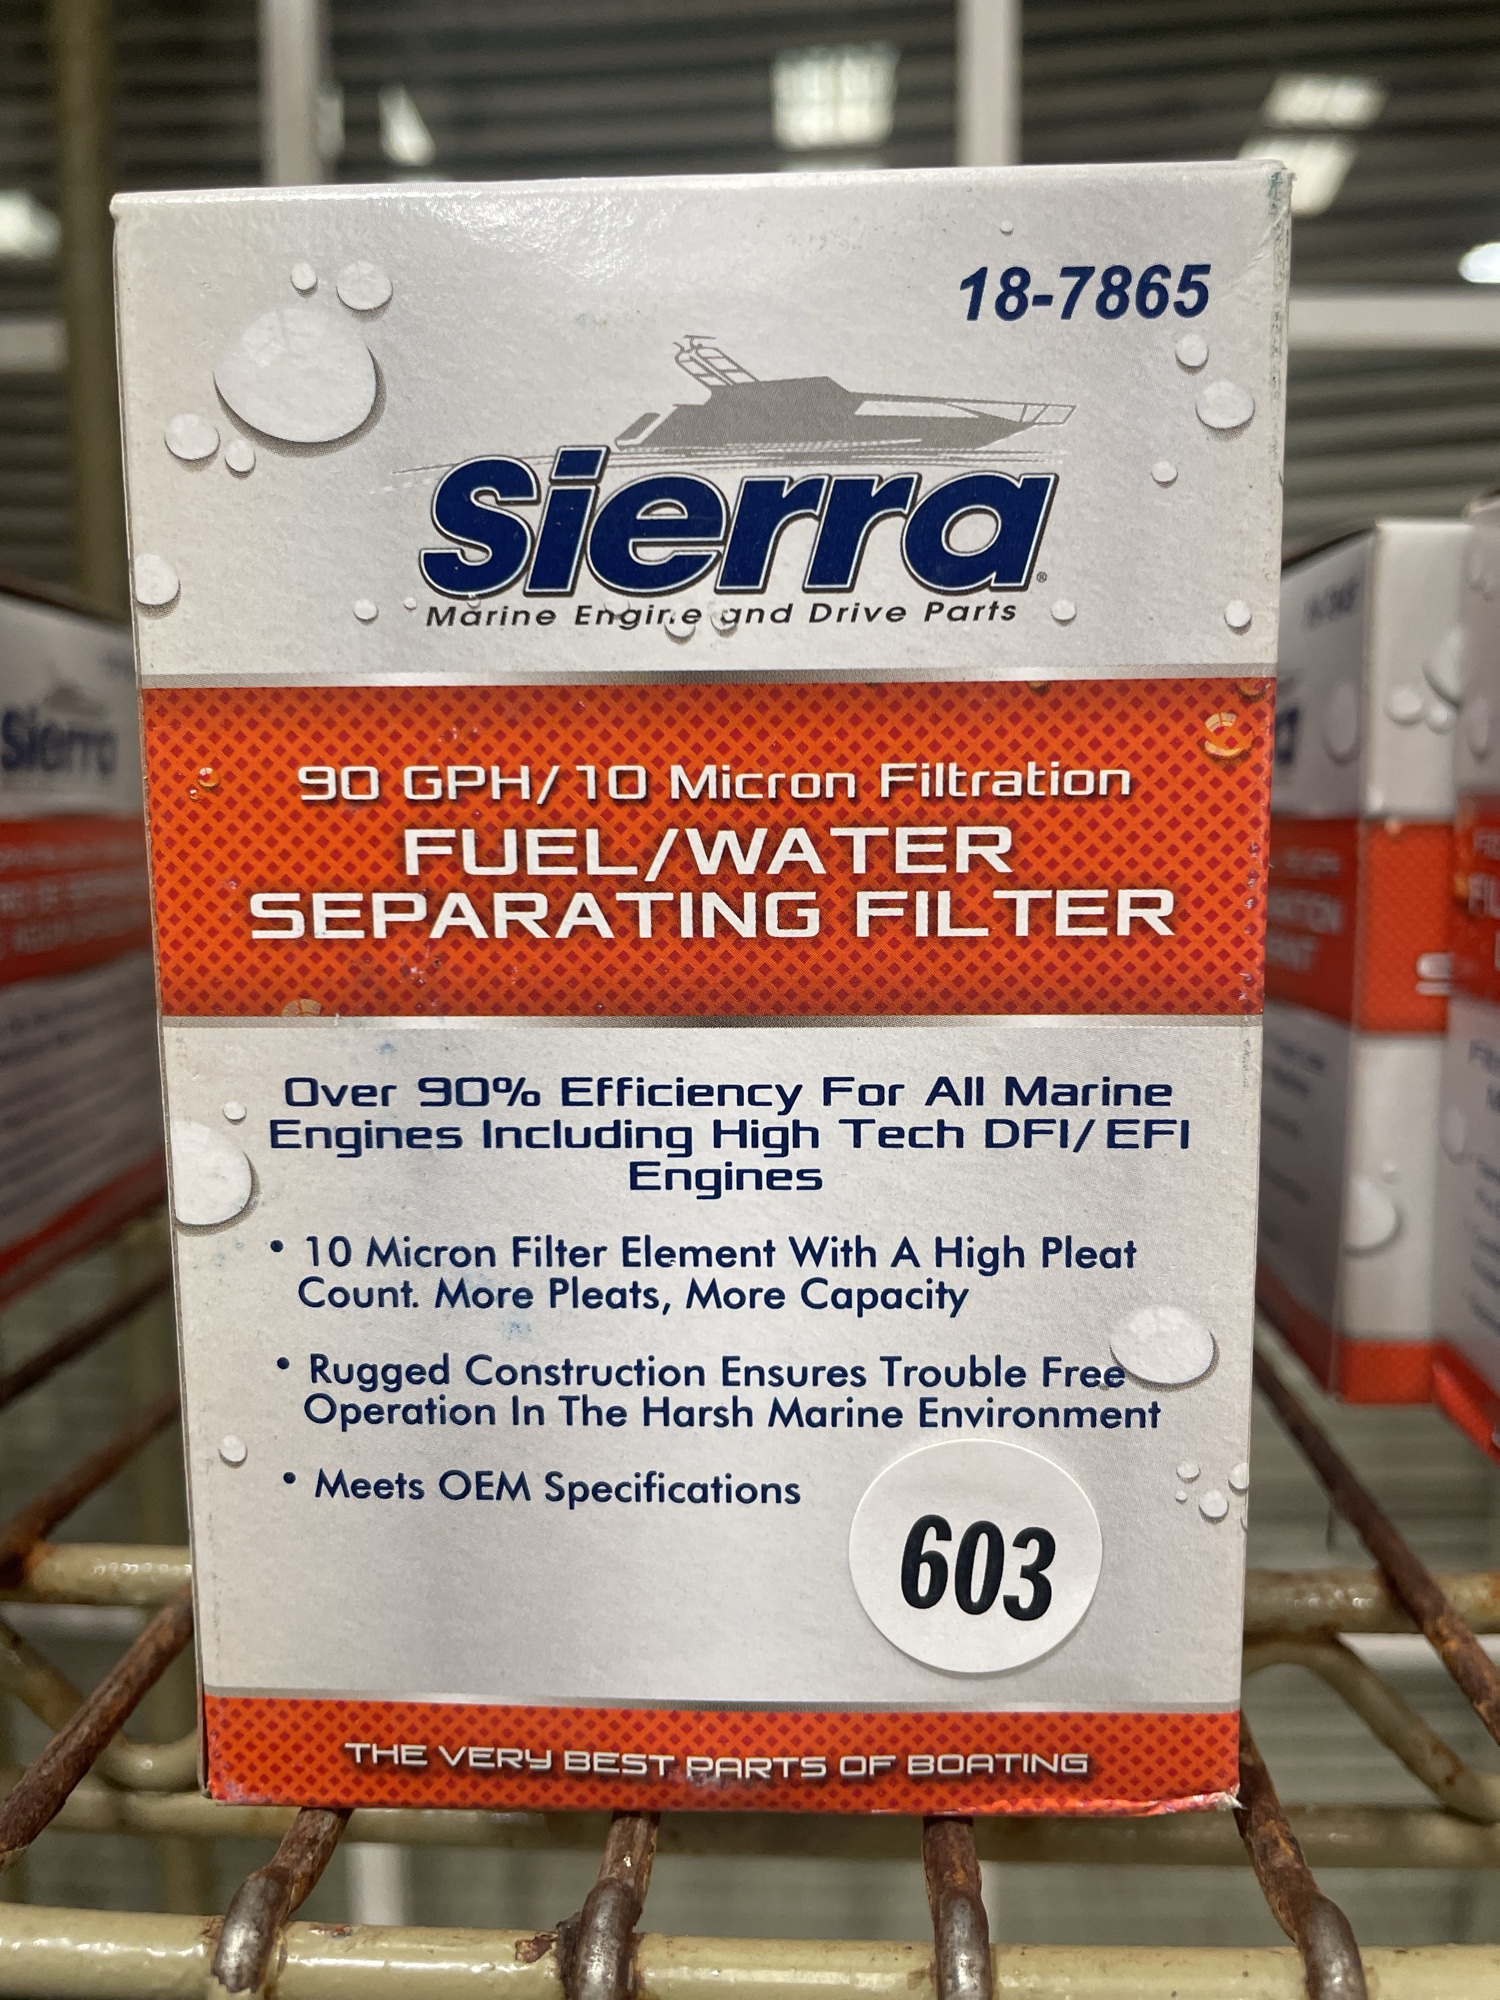 18-7865
Sierra®
Marine Engine and Drive Parts
90 GPH/10 Micron Filtration
FUEL/WATER
SEPARATING FILTER
Over 90% Efficiency For All Marine
Engines Including High Tech DFI/EFI
Engines
• 10 Micron Filter Element With A High Pleat
Count. More Pleats, More Capacity
• Rugged Construction Ensures Trouble Free
Operation In The Harsh Marine Environment
• Meets OEM Specifications
603
THE VERY BEST PARTS OF BOATING
Sierra